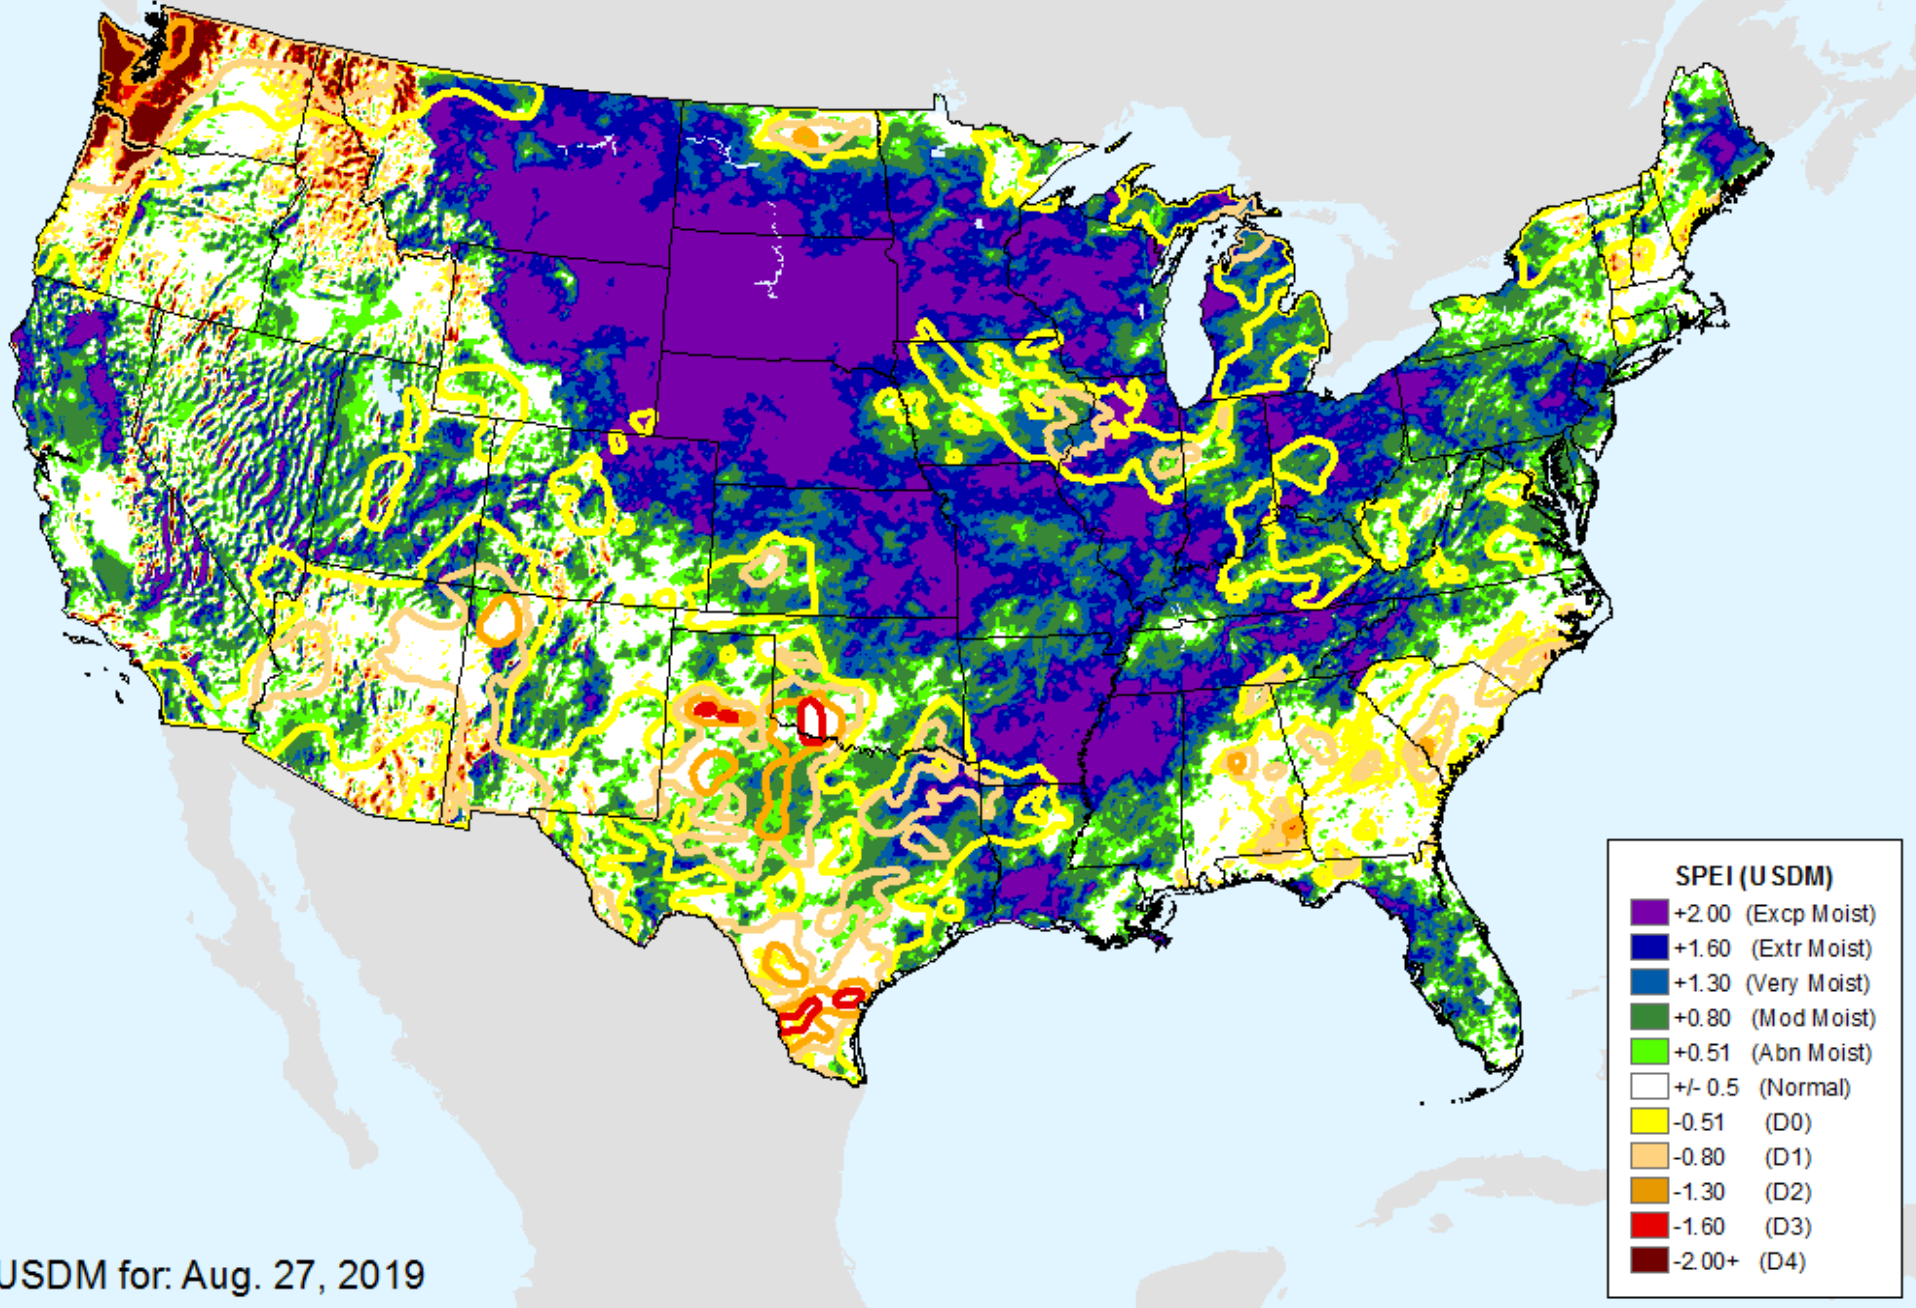 SPEI (USDM)
+2.00 (Excp Moist)
+1.60 (Extr Moist)
+1.30 (Very Moist)
+0.80 (Mod Moist)
+0.51 (Abn Moist)
+/- 0.5 (Normal)
-0.51 (D0)
-0.80 (D1)
-1.30 (D2)
-1.60 (D3)
-2.00+ (D4)
USDM for: Aug. 27, 2019